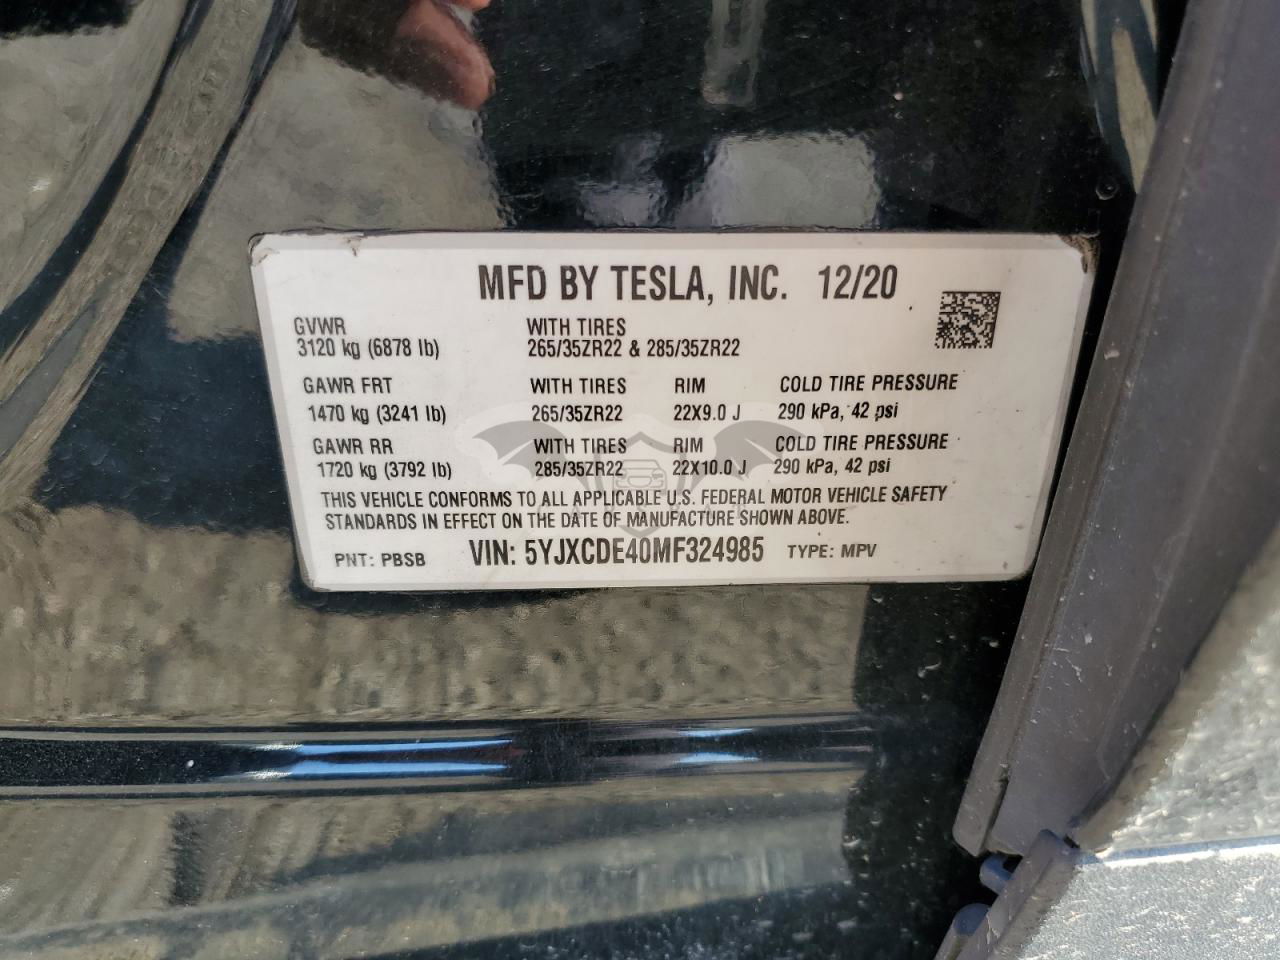 MFD BY TESLA, INC. 12/20
GVWR WITH TIRES
3120 kg (6878 lb) 265/35ZR22 & 285/35ZR22
GAWR FRT WITH TIRES RIM COLD TIRE PRESSURE
1470 kg (3241 lb) 265/35ZR22 22X9.0 J 290 kPa, 42 psi
GAWR RR WITH TIRES RIM COLD TIRE PRESSURE
1720 kg (3792 lb) 285/35ZR22 22X10.0 J 290 kPa, 42 psi
THIS VEHICLE CONFORMS TO ALL APPLICABLE U.S. FEDERAL MOTOR VEHICLE SAFETY
STANDARDS IN EFFECT ON THE DATE OF MANUFACTURE SHOWN ABOVE.
PNT: PBSB VIN: 5YJXCDE40MF324985 TYPE: MPV